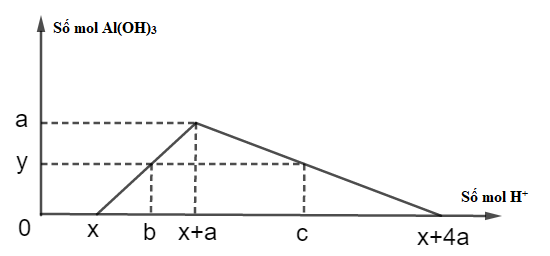 Số mol Al(OH)₃
a
y
Số mol H⁺
0
x
b
x+a
c
x+4a